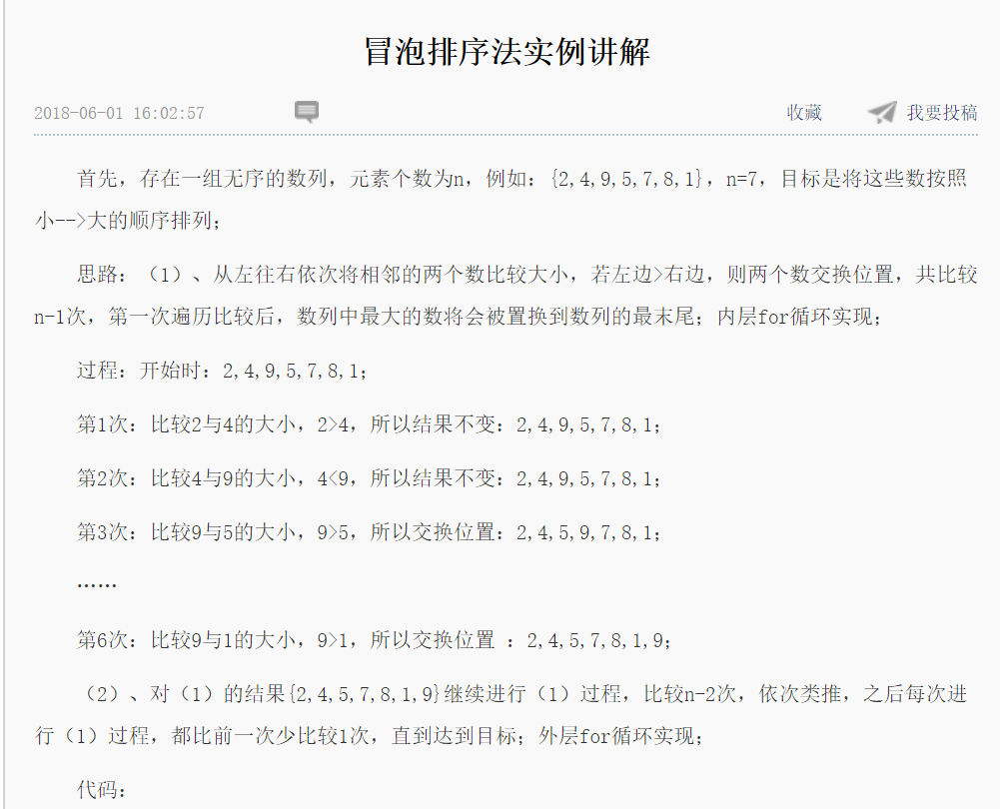 冒泡排序法实例讲解
2018-06-01 16:02:57 收藏 我要投稿
首先，存在一组无序的数列，元素个数为n，例如：{2,4,9,5,7,8,1}，n=7，目标是将这些数按照
小-->大的顺序排列；
思路：（1）、从左往右依次将相邻的两个数比较大小，若左边>右边，则两个数交换位置，共比较
n-1次，第一次遍历比较后，数列中最大的数将会被置换到数列的最末尾；内层for循环实现；
过程：开始时：2,4,9,5,7,8,1；
第1次：比较2与4的大小，2>4，所以结果不变：2,4,9,5,7,8,1；
第2次：比较4与9的大小，4<9，所以结果不变：2,4,9,5,7,8,1；
第3次：比较9与5的大小，9>5，所以交换位置：2,4,5,9,7,8,1；
……
第6次：比较9与1的大小，9>1，所以交换位置 ：2,4,5,7,8,1,9；
（2）、对（1）的结果{2,4,5,7,8,1,9}继续进行（1）过程，比较n-2次，依次类推，之后每次进
行（1）过程，都比前一次少比较1次，直到达到目标；外层for循环实现；
代码：